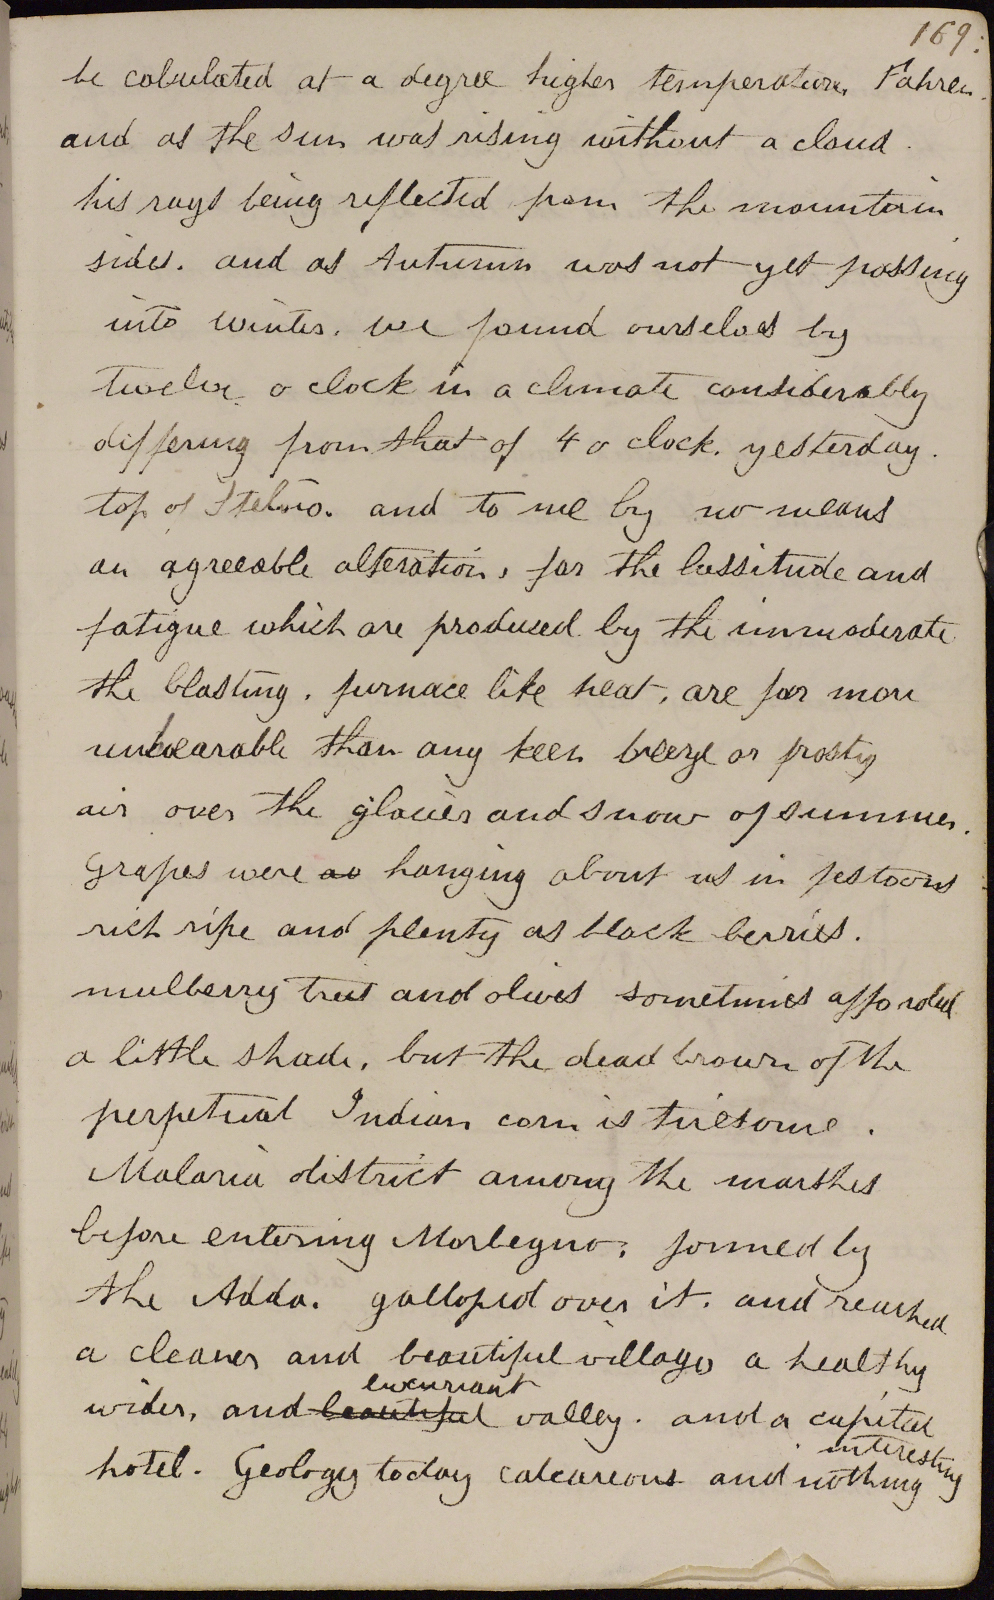 169.
be calculated at a degree higher temperature, Fahren.
and as the sun was rising without a cloud.
his rays being reflected from the mountain
sides. and as Autumn was not yet passing
into Winter. we found ourselves by
twelve o clock in a climate considerably
differing from that of 4 o clock. yesterday.
top of Stelvio. and to me by no means
an agreeable alteration, for the lassitude and
fatigue which are produced by the immoderate
the blasting, furnace like heat, are far more
unbearable than any keen breeze or frosty
air over the glacier and snow of summer.
Grapes were as hanging about us in festoons
rich ripe and plenty as black berries.
mulberry trees and olives sometimes afforded
a little shade, but the dead brown of the
perpetual Indian corn is tiresome.
Malaria district among the marshes
before entering Morbegno, formed by
the Adda. galloped over it. and reached
a cleaner and beautiful village a healthy
luxuriant
wider, and beautiful valley. and a capital
hotel. Geology today calcareous and nothing
interesting